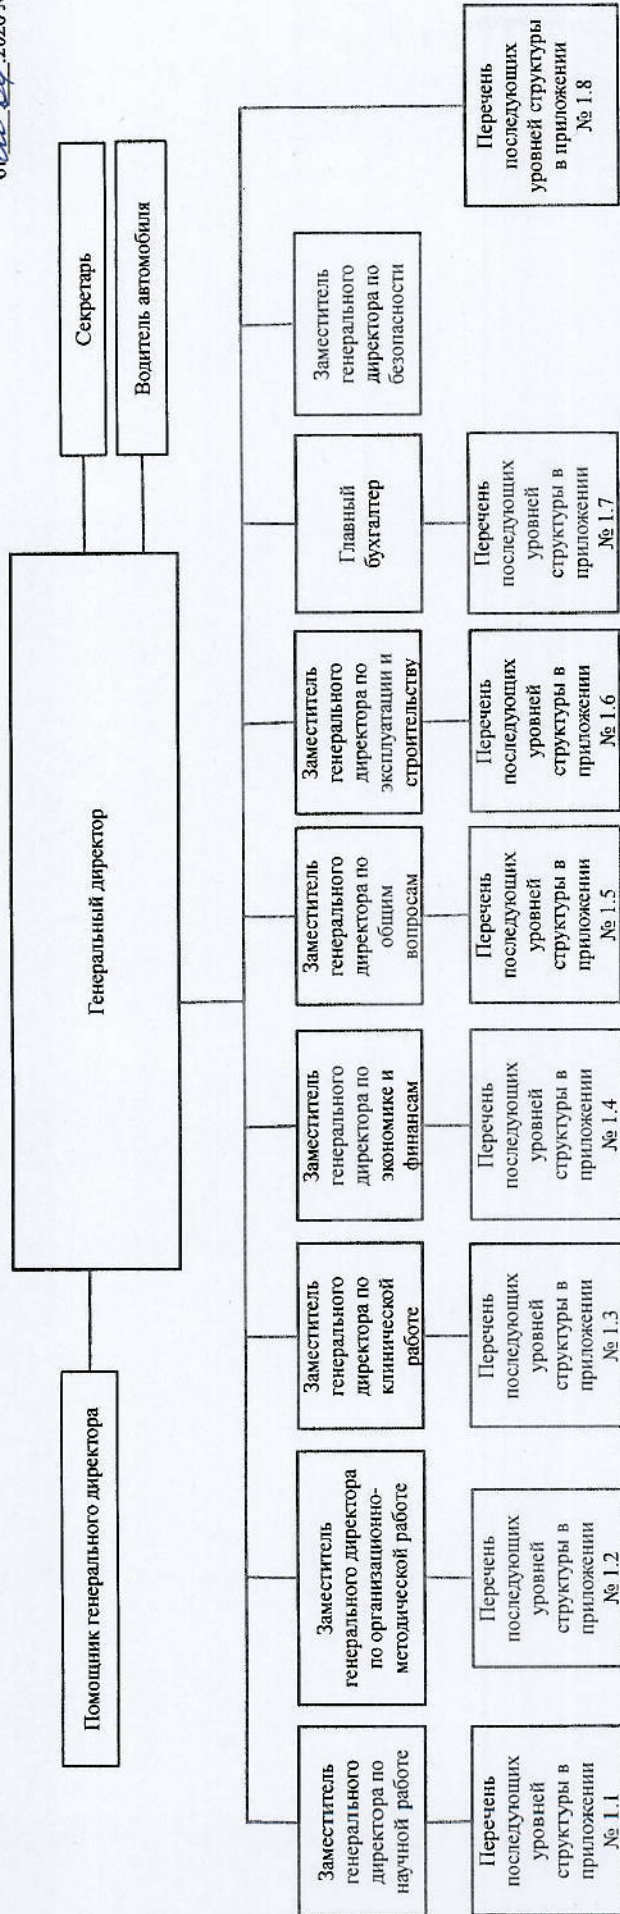 .2020
Генеральный директор
Помощник генерального директора
Секретарь
Водитель автомобиля
Заместитель
генерального
директора по
научной работе
Заместитель
генерального директора
по организационно-
методической работе
Заместитель
генерального
директора по
клинической
работе
Заместитель
генерального
директора по
экономике и
финансам
Заместитель
генерального
директора по
общим
вопросам
Заместитель
генерального
директора по
эксплуатации и
строительству
Главный
бухгалтер
Заместитель
генерального
директора по
безопасности
Перечень
последующих
уровней
структуры в
приложении
№ 1.1
Перечень
последующих
уровней
структуры в
приложении
№ 1.2
Перечень
последующих
уровней
структуры в
приложении
№ 1.3
Перечень
последующих
уровней
структуры в
приложении
№ 1.4
Перечень
последующих
уровней
структуры в
приложении
№ 1.5
Перечень
последующих
уровней
структуры в
приложении
№ 1.6
Перечень
последующих
уровней
структуры в
приложении
№ 1.7
Перечень
последующих
уровней структуры
в приложении
№ 1.8